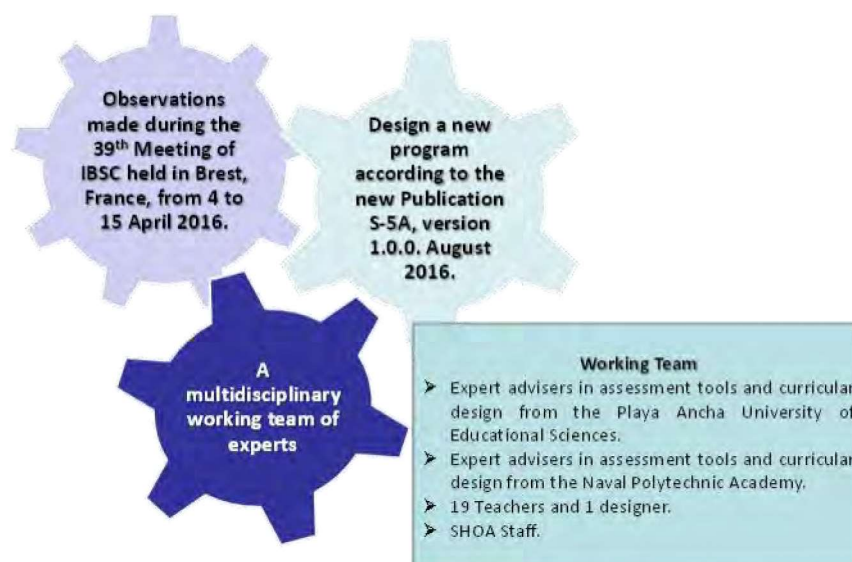 Observations
made during the
39th Meeting of
IBSC held in Brest,
France, from 4 to
15 April 2016.
Design a new
program
according to the
new Publication
S-5A, version
1.0.0. August
2016.
A
multidisciplinary
working team of
experts
Working Team
➤ Expert advisers in assessment tools and curricular
design from the Playa Ancha University of
Educational Sciences.
➤ Expert advisers in assessment tools and curricular
design from the Naval Polytechnic Academy.
➤ 19 Teachers and 1 designer.
➤ SHOA Staff.